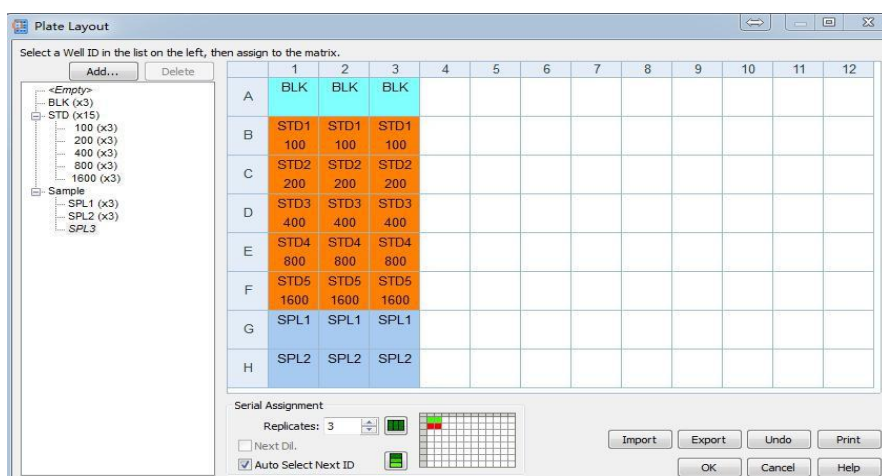 Plate Layout
Select a Well ID in the list on the left, then assign to the matrix.
Add... Delete
<Empty>
BLK (x3)
STD (x15)
100 (x3)
200 (x3)
400 (x3)
800 (x3)
1600 (x3)
Sample
SPL1 (x3)
SPL2 (x3)
SPL3
1 2 3 4 5 6 7 8 9 10 11 12
A BLK BLK BLK
B STD1 STD1 STD1
100 100 100
C STD2 STD2 STD2
200 200 200
D STD3 STD3 STD3
400 400 400
E STD4 STD4 STD4
800 800 800
F STD5 STD5 STD5
1600 1600 1600
G SPL1 SPL1 SPL1
H SPL2 SPL2 SPL2
Serial Assignment
Replicates: 3
Next Dil.
Auto Select Next ID
Import Export Undo Print
OK Cancel Help